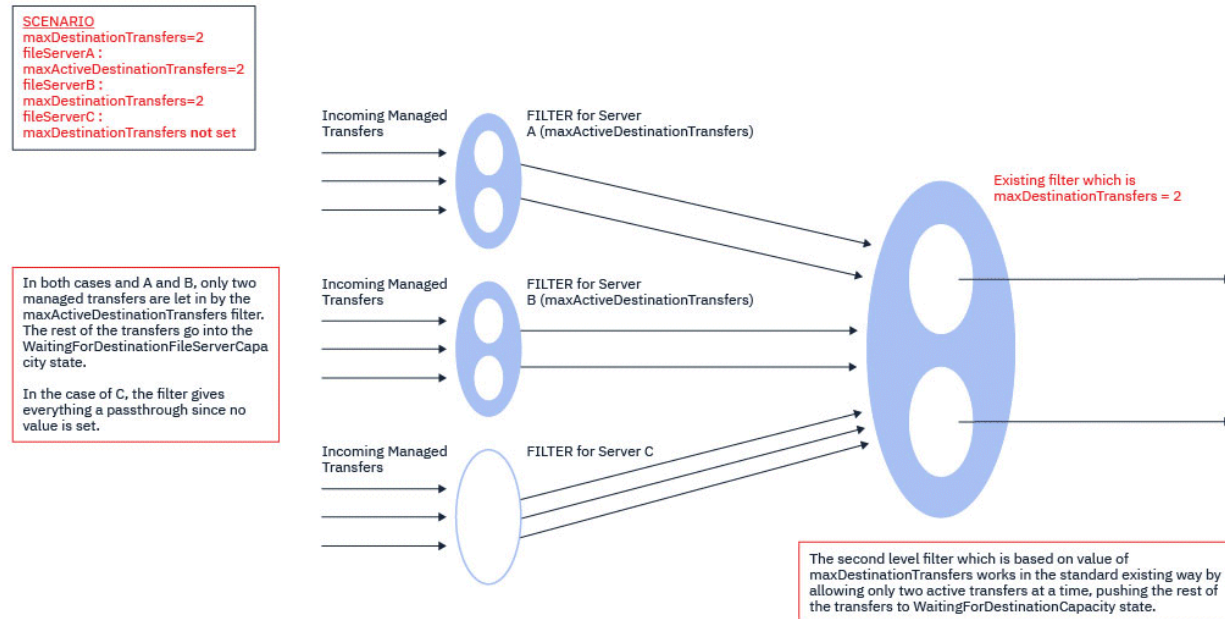 SCENARIO
maxDestinationTransfers=2
fileServerA :
maxActiveDestinationTransfers=2
fileServerB :
maxDestinationTransfers=2
fileServerC :
maxDestinationTransfers not set
Incoming Managed
Transfers
FILTER for Server
A (maxActiveDestinationTransfers)
Existing filter which is
maxDestinationTransfers = 2
In both cases and A and B, only two
managed transfers are let in by the
maxActiveDestinationTransfers filter.
The rest of the transfers go into the
WaitingForDestinationFileServerCapa
city state.
In the case of C, the filter gives
everything a passthrough since no
value is set.
Incoming Managed
Transfers
FILTER for Server
B (maxActiveDestinationTransfers)
Incoming Managed
Transfers
FILTER for Server C
The second level filter which is based on value of
maxDestinationTransfers works in the standard existing way by
allowing only two active transfers at a time, pushing the rest of
the transfers to WaitingForDestinationCapacity state.